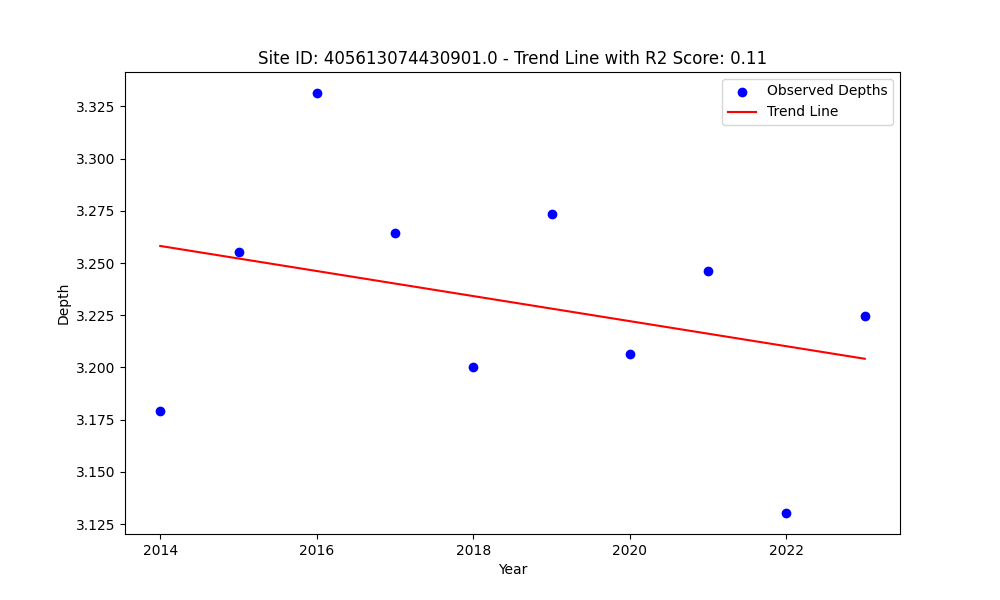 Site ID: 405613074430901.0 - Trend Line with R2 Score: 0.11
Observed Depths
Trend Line
3.325
3.300
3.275
3.250
3.225
3.200
3.175
3.150
3.125
Depth
2014
2016
2018
2020
2022
Year